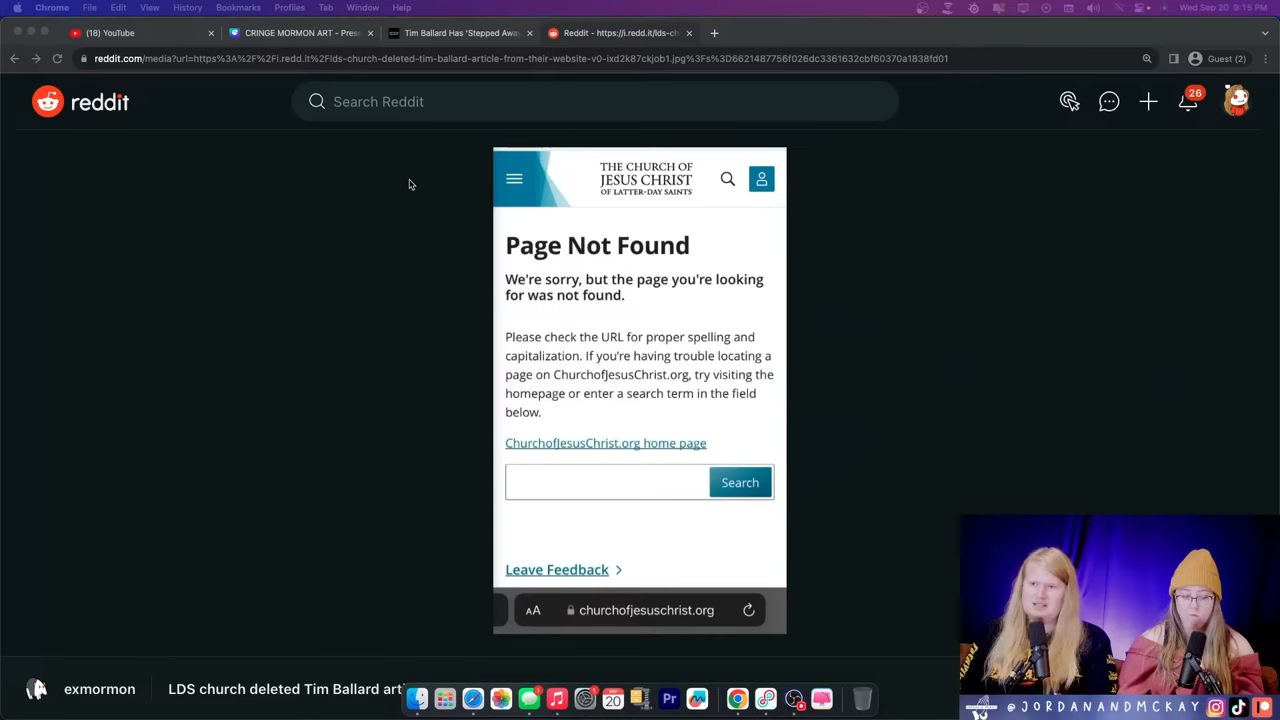 Chrome File Edit View History Bookmarks Profiles Tab Window Help
Wed Sep 20 9:15 PM
(18) YouTube
CRINGE MORMON ART - Prese
Tim Ballard Has 'Stepped Away
Reddit - https://i.redd.it/lds-ch
reddit.com/media?url=https%3A%2F%2Fi.redd.it%2Flds-church-deleted-tim-ballard-article-from-their-website-v0-ixd2k87ckjob1.jpg%3Fs%3D6621487756f026dc3361632cbf60370a1838fd01
Guest (2)
reddit
Search Reddit
26
THE CHURCH OF
JESUS CHRIST
OF LATTER-DAY SAINTS
Page Not Found
We're sorry, but the page you're looking
for was not found.
Please check the URL for proper spelling and
capitalization. If you're having trouble locating a
page on ChurchofJesusChrist.org, try visiting the
homepage or enter a search term in the field
below.
ChurchofJesusChrist.org home page
Search
Leave Feedback
AA churchofjesuschrist.org
exmormon
LDS church deleted Tim Ballard arti
SEP
20
Pr
@JORDANANDMCKAY